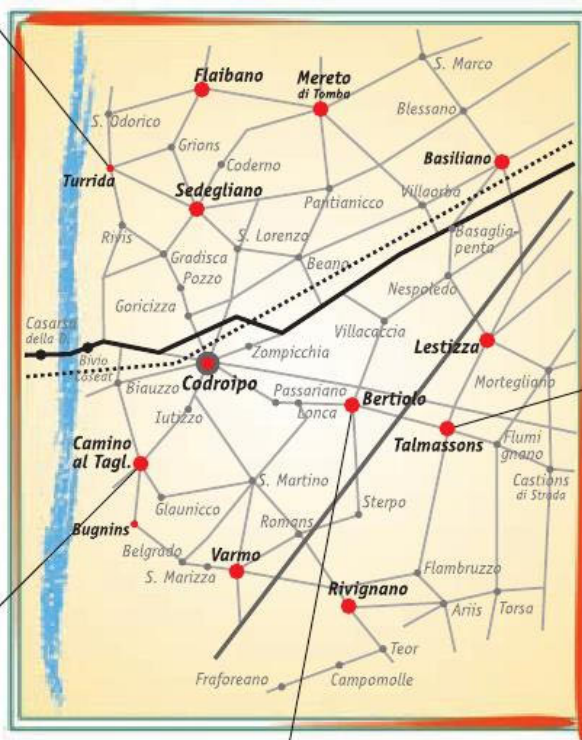 S. Marco
Flaibano
Mereto
di Tomba
S. Odorico
Blessano
Grions
Coderno
Basiliano
Turrida
Sedegliano
Pantianicco
Villaorba
Rivis
S. Lorenzo
Basaglia-
penta
Gradisca
Beano
Pozzo
Nespoledo
Goricizza
Casarsa
della D.
Villacaccia
Bivio
Coseat
Zompicchia
Lestizza
Codroipo
Biauzzo
Passariano
Mortegliano
Lonca
Bertiolo
Iutizzo
Talmassons
Camino
al Tagl.
Flumi
gnano
S. Martino
Castions
di Strada
Glaunicco
Sterpo
Bugnins
Romans
Belgrado
Varmo
S. Marizza
Flambruzzo
Rivignano
Ariis
Torsa
Teor
Fraforeano
Campomolle